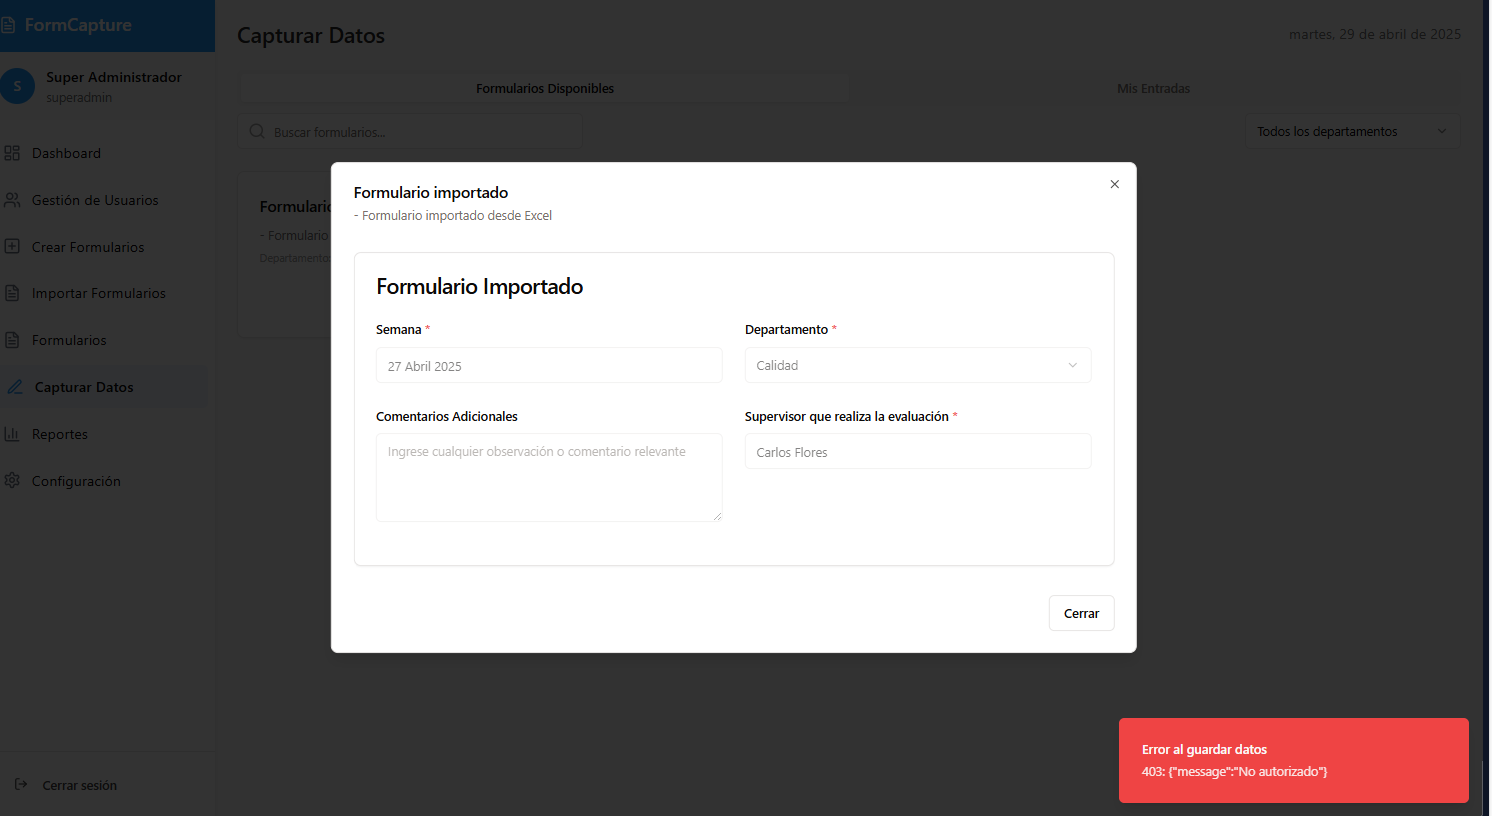 FormCapture
S
Super Administrador
superadmin
Dashboard
Gestión de Usuarios
Crear Formularios
Importar Formularios
Formularios
Capturar Datos
Reportes
Configuración
Cerrar sesión
Capturar Datos
martes, 29 de abril de 2025
Formularios Disponibles
Mis Entradas
Buscar formularios...
Todos los departamentos
Formulario
- Formulario
Departamento:
Formulario importado
- Formulario importado desde Excel
Formulario Importado
Semana *
27 Abril 2025
Departamento *
Calidad
Comentarios Adicionales
Ingrese cualquier observación o comentario relevante
Supervisor que realiza la evaluación *
Carlos Flores
Cerrar
Error al guardar datos
403: {"message":"No autorizado"}